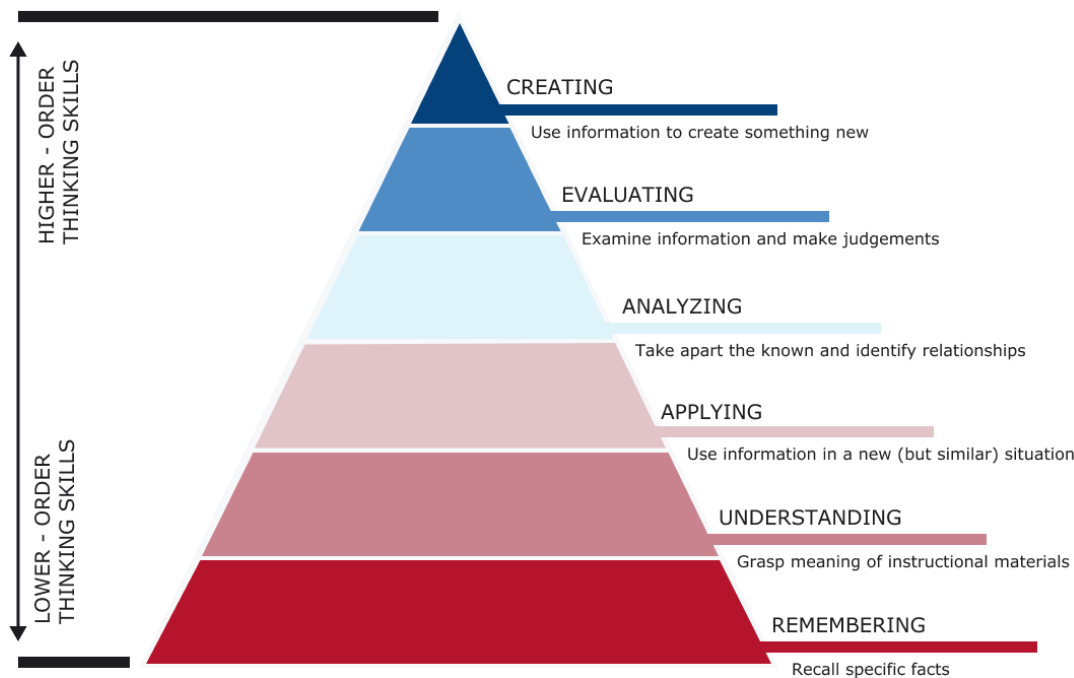 HIGHER - ORDER
THINKING SKILLS
LOWER - ORDER
THINKING SKILLS
CREATING
Use information to create something new
EVALUATING
Examine information and make judgements
ANALYZING
Take apart the known and identify relationships
APPLYING
Use information in a new (but similar) situation
UNDERSTANDING
Grasp meaning of instructional materials
REMEMBERING
Recall specific facts